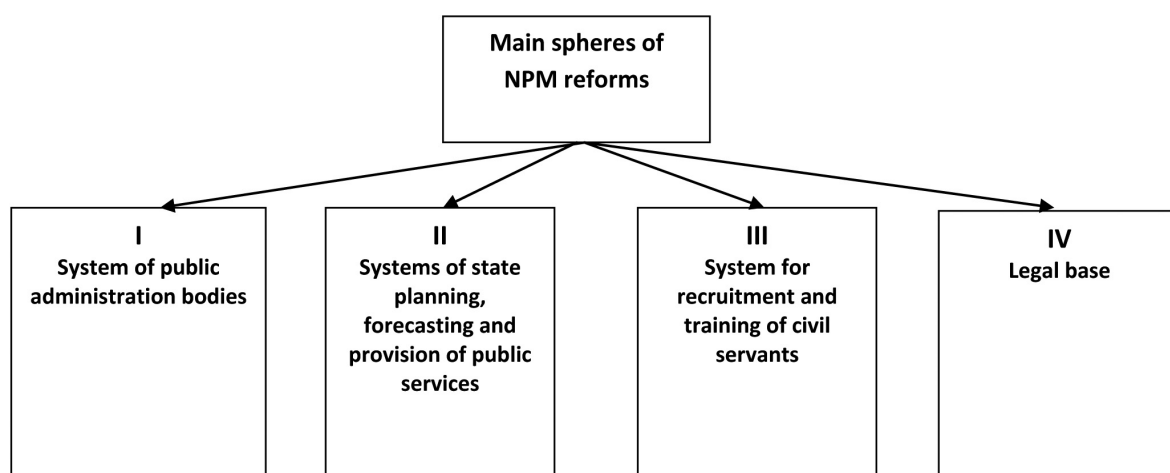 Main spheres of
NPM reforms
I
System of public
administration bodies
II
Systems of state
planning,
forecasting and
provision of public
services
III
System for
recruitment and
training of civil
servants
IV
Legal base